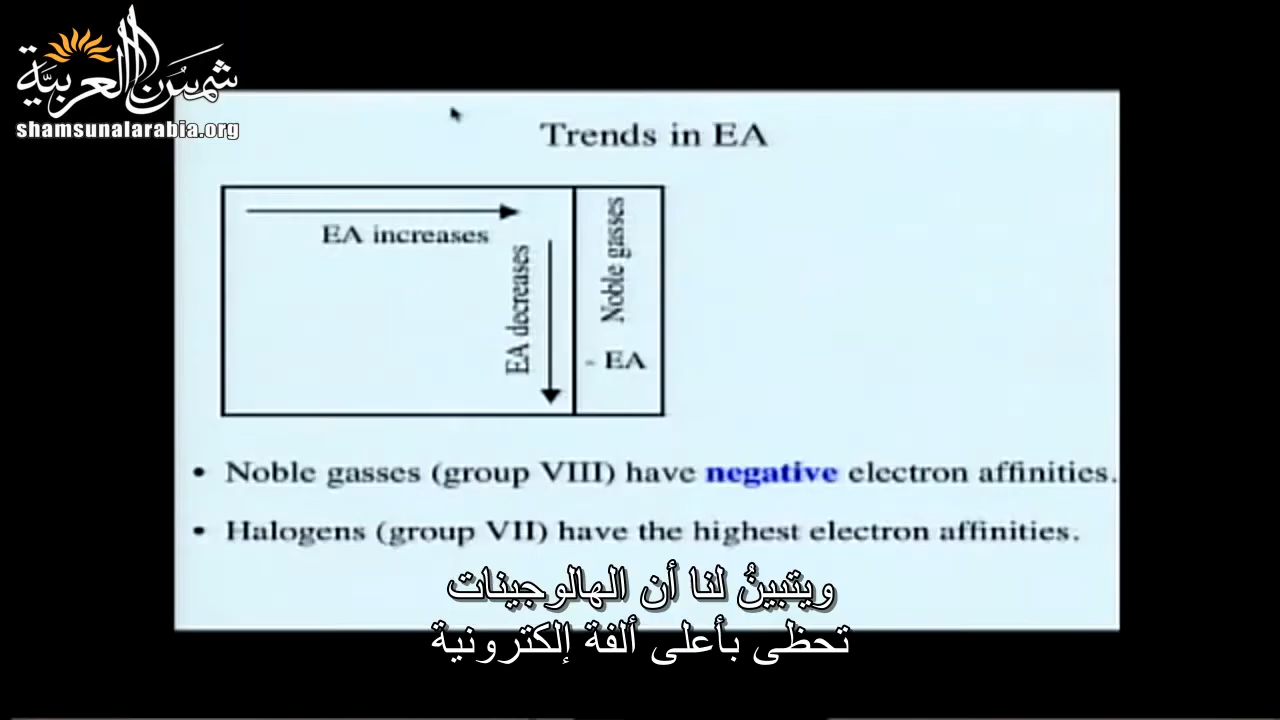 شمس العربية
shamsunalarabia.org
Trends in EA
EA increases
EA decreases
Noble gasses
- EA
• Noble gasses (group VIII) have negative electron affinities.
• Halogens (group VII) have the highest electron affinities.
ويتبينُ لنا أن الهالوجينات
تحظى بأعلى ألفة إلكترونية